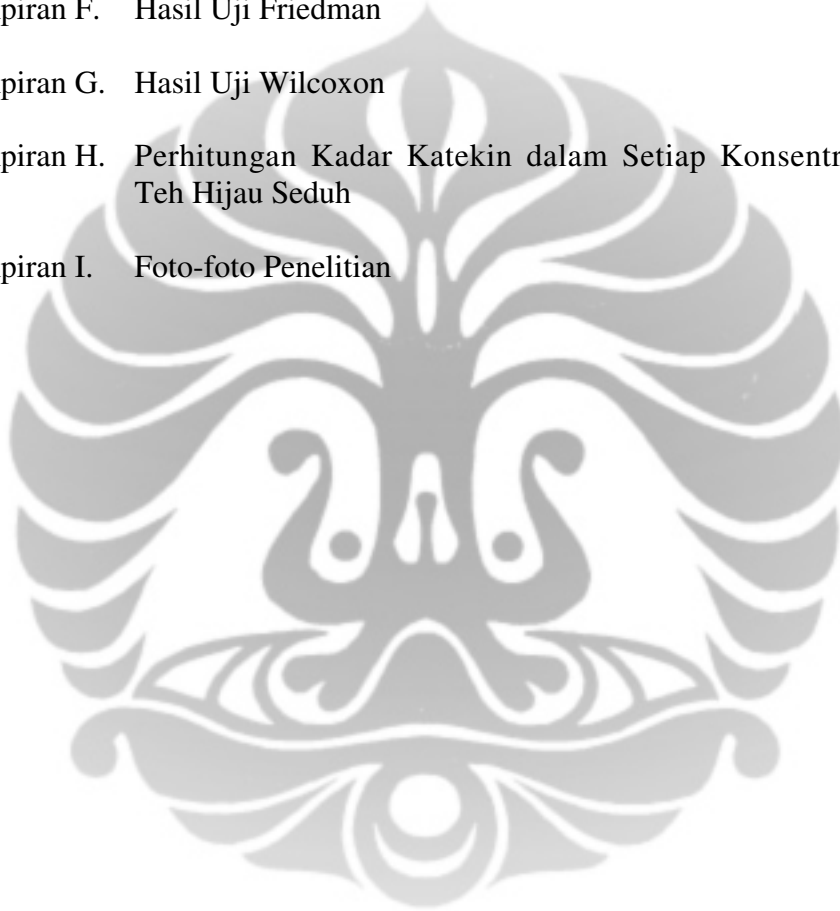 piran F. Hasil Uji Friedman
piran G. Hasil Uji Wilcoxon
piran H. Perhitungan Kadar Katekin dalam Setiap Konsentr
Teh Hijau Seduh
piran I. Foto-foto Penelitian